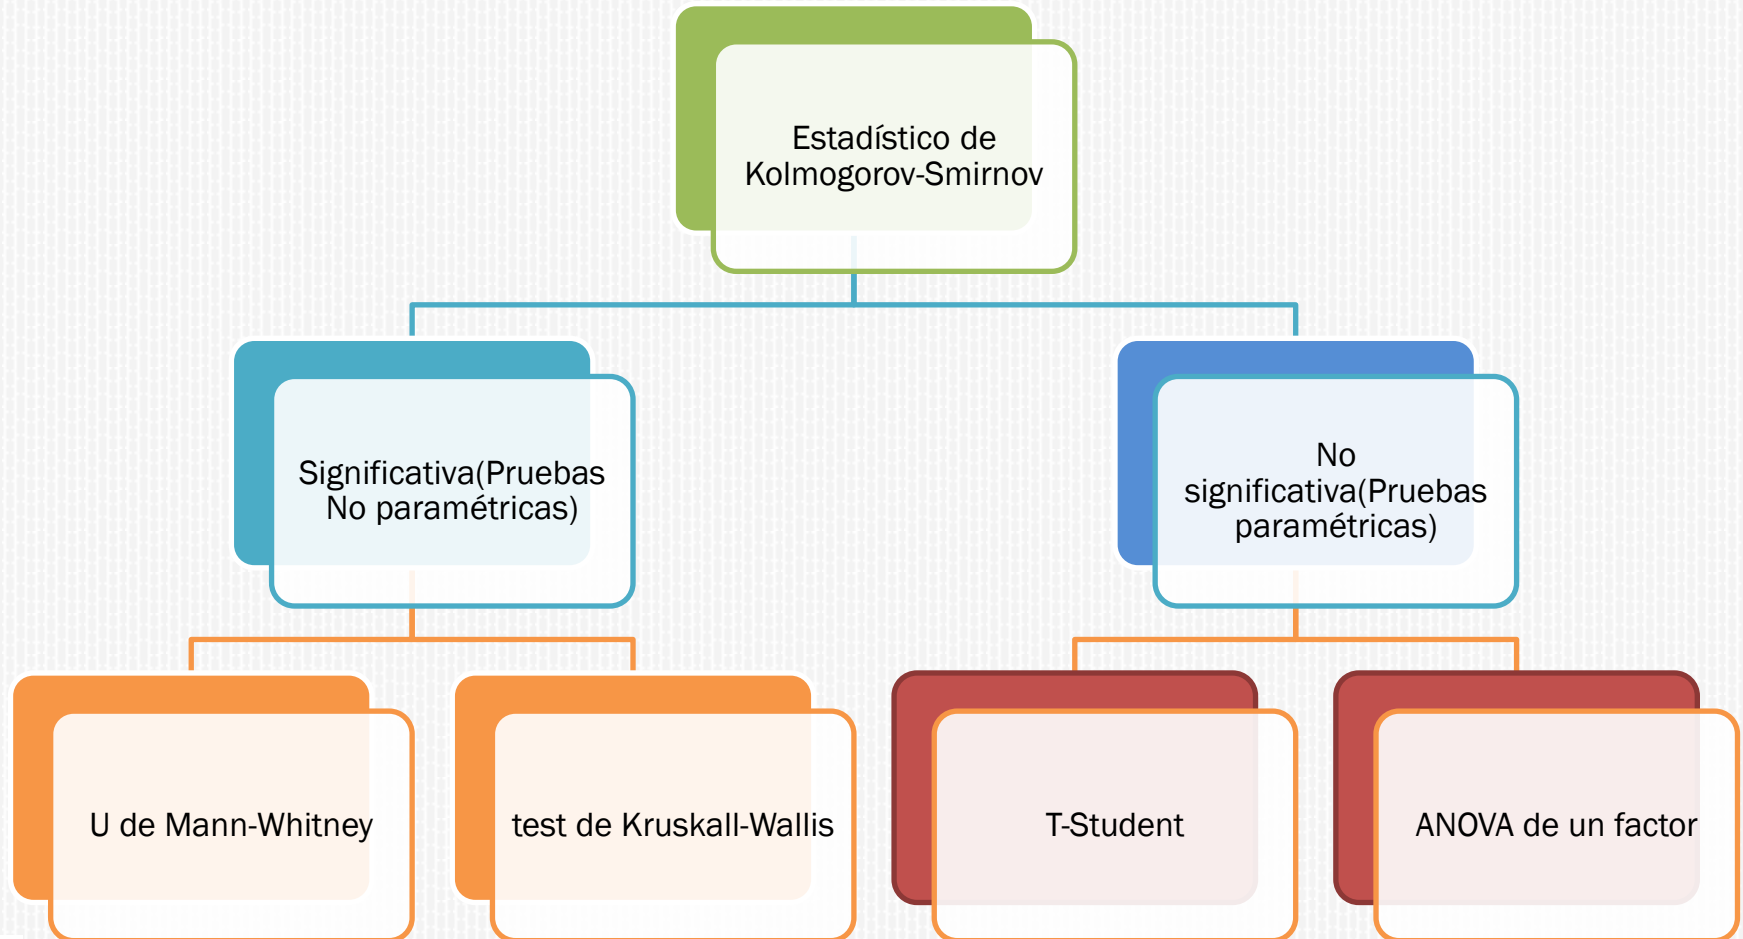 Estadístico de
Kolmogorov-Smirnov
Significativa(Pruebas
No paramétricas)
No
significativa(Pruebas
paramétricas)
U de Mann-Whitney
test de Kruskall-Wallis
T-Student
ANOVA de un factor